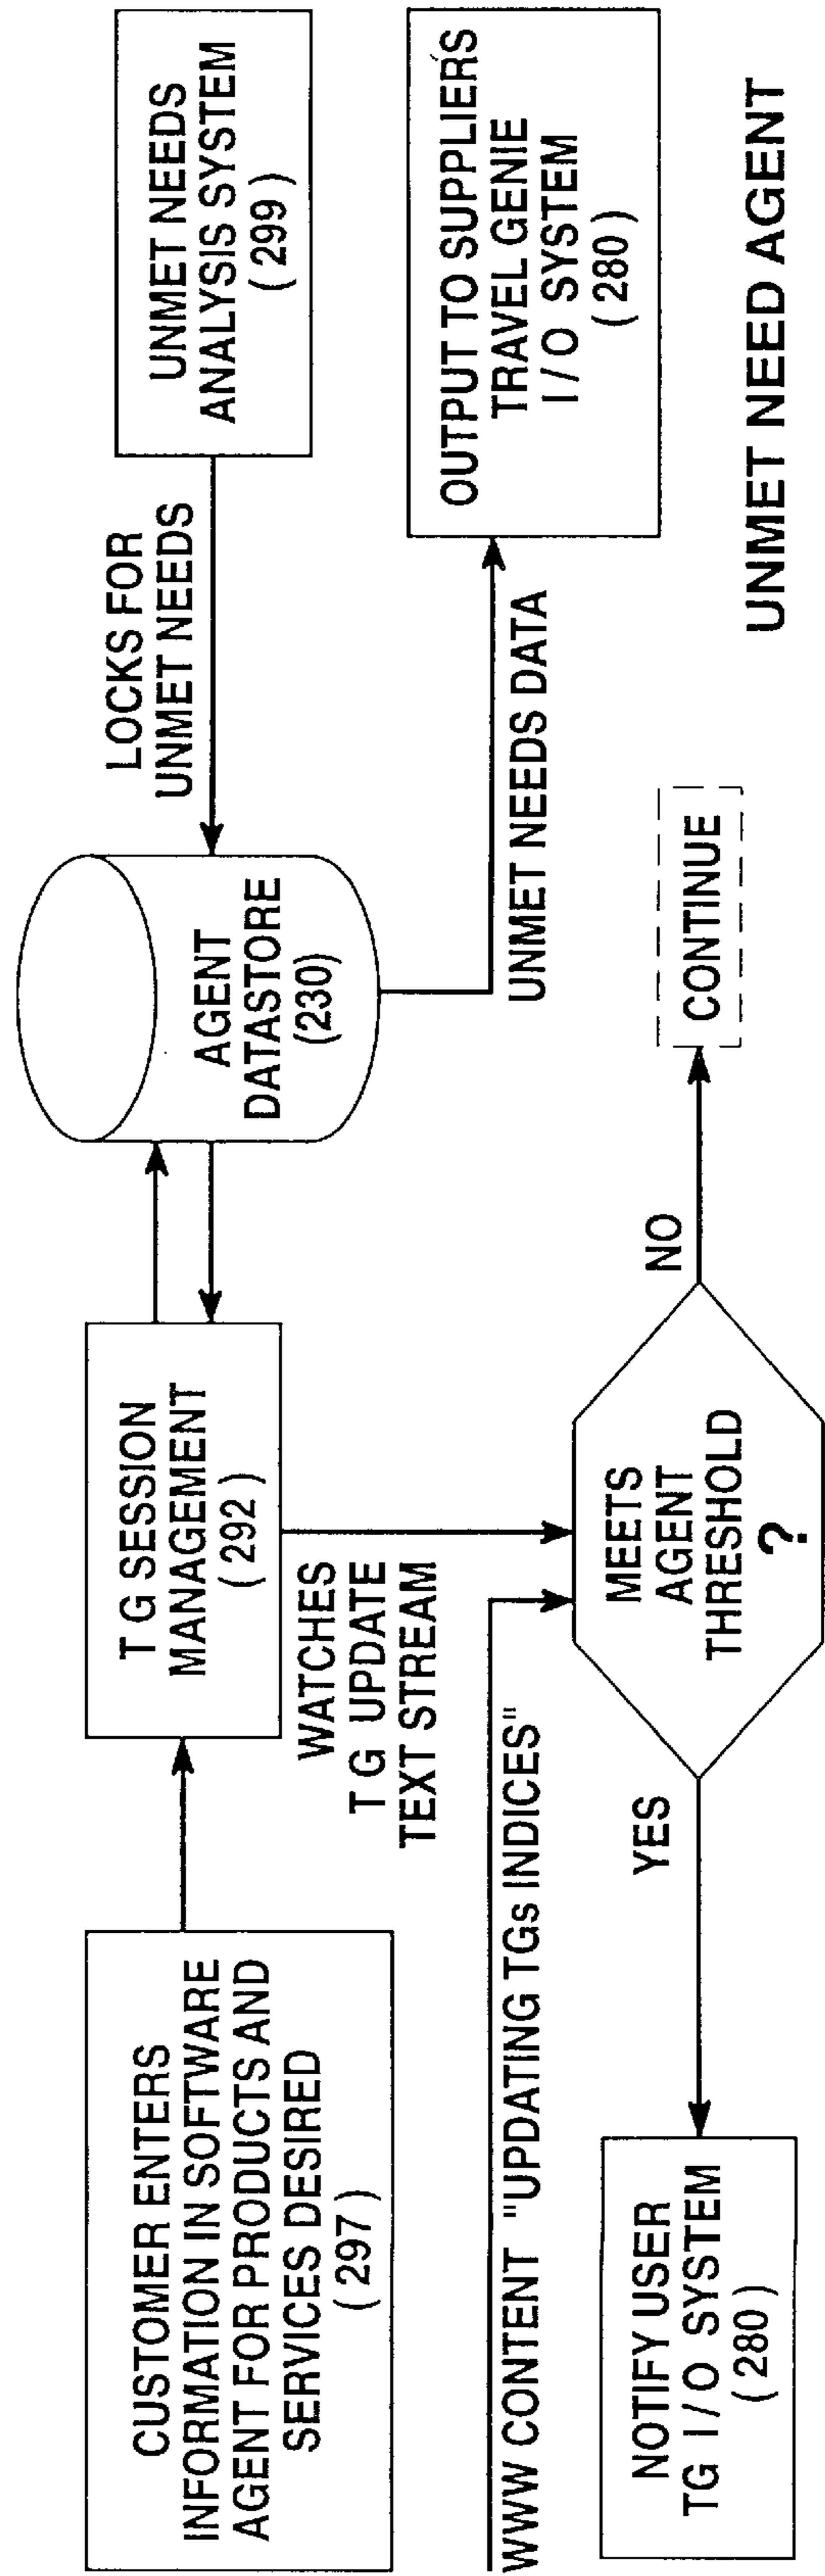 CUSTOMER ENTERS
INFORMATION IN SOFTWARE
AGENT FOR PRODUCTS AND
SERVICES DESIRED
( 297 )
T G SESSION
MANAGEMENT
( 292 )
AGENT
DATASTORE
(230)
LOCKS FOR
UNMET NEEDS
UNMET NEEDS
ANALYSIS SYSTEM
( 299 )
WATCHES
T G UPDATE
TEXT STREAM
WWW CONTENT "UPDATING TGs INDICES"
UNMET NEEDS DATA
OUTPUT TO SUPPLIERS
TRAVEL GENIE
I / O SYSTEM
( 280 )
NOTIFY USER
TG I / O SYSTEM
( 280 )
YES
MEETS
AGENT
THRESHOLD
?
NO
CONTINUE
UNMET NEED AGENT